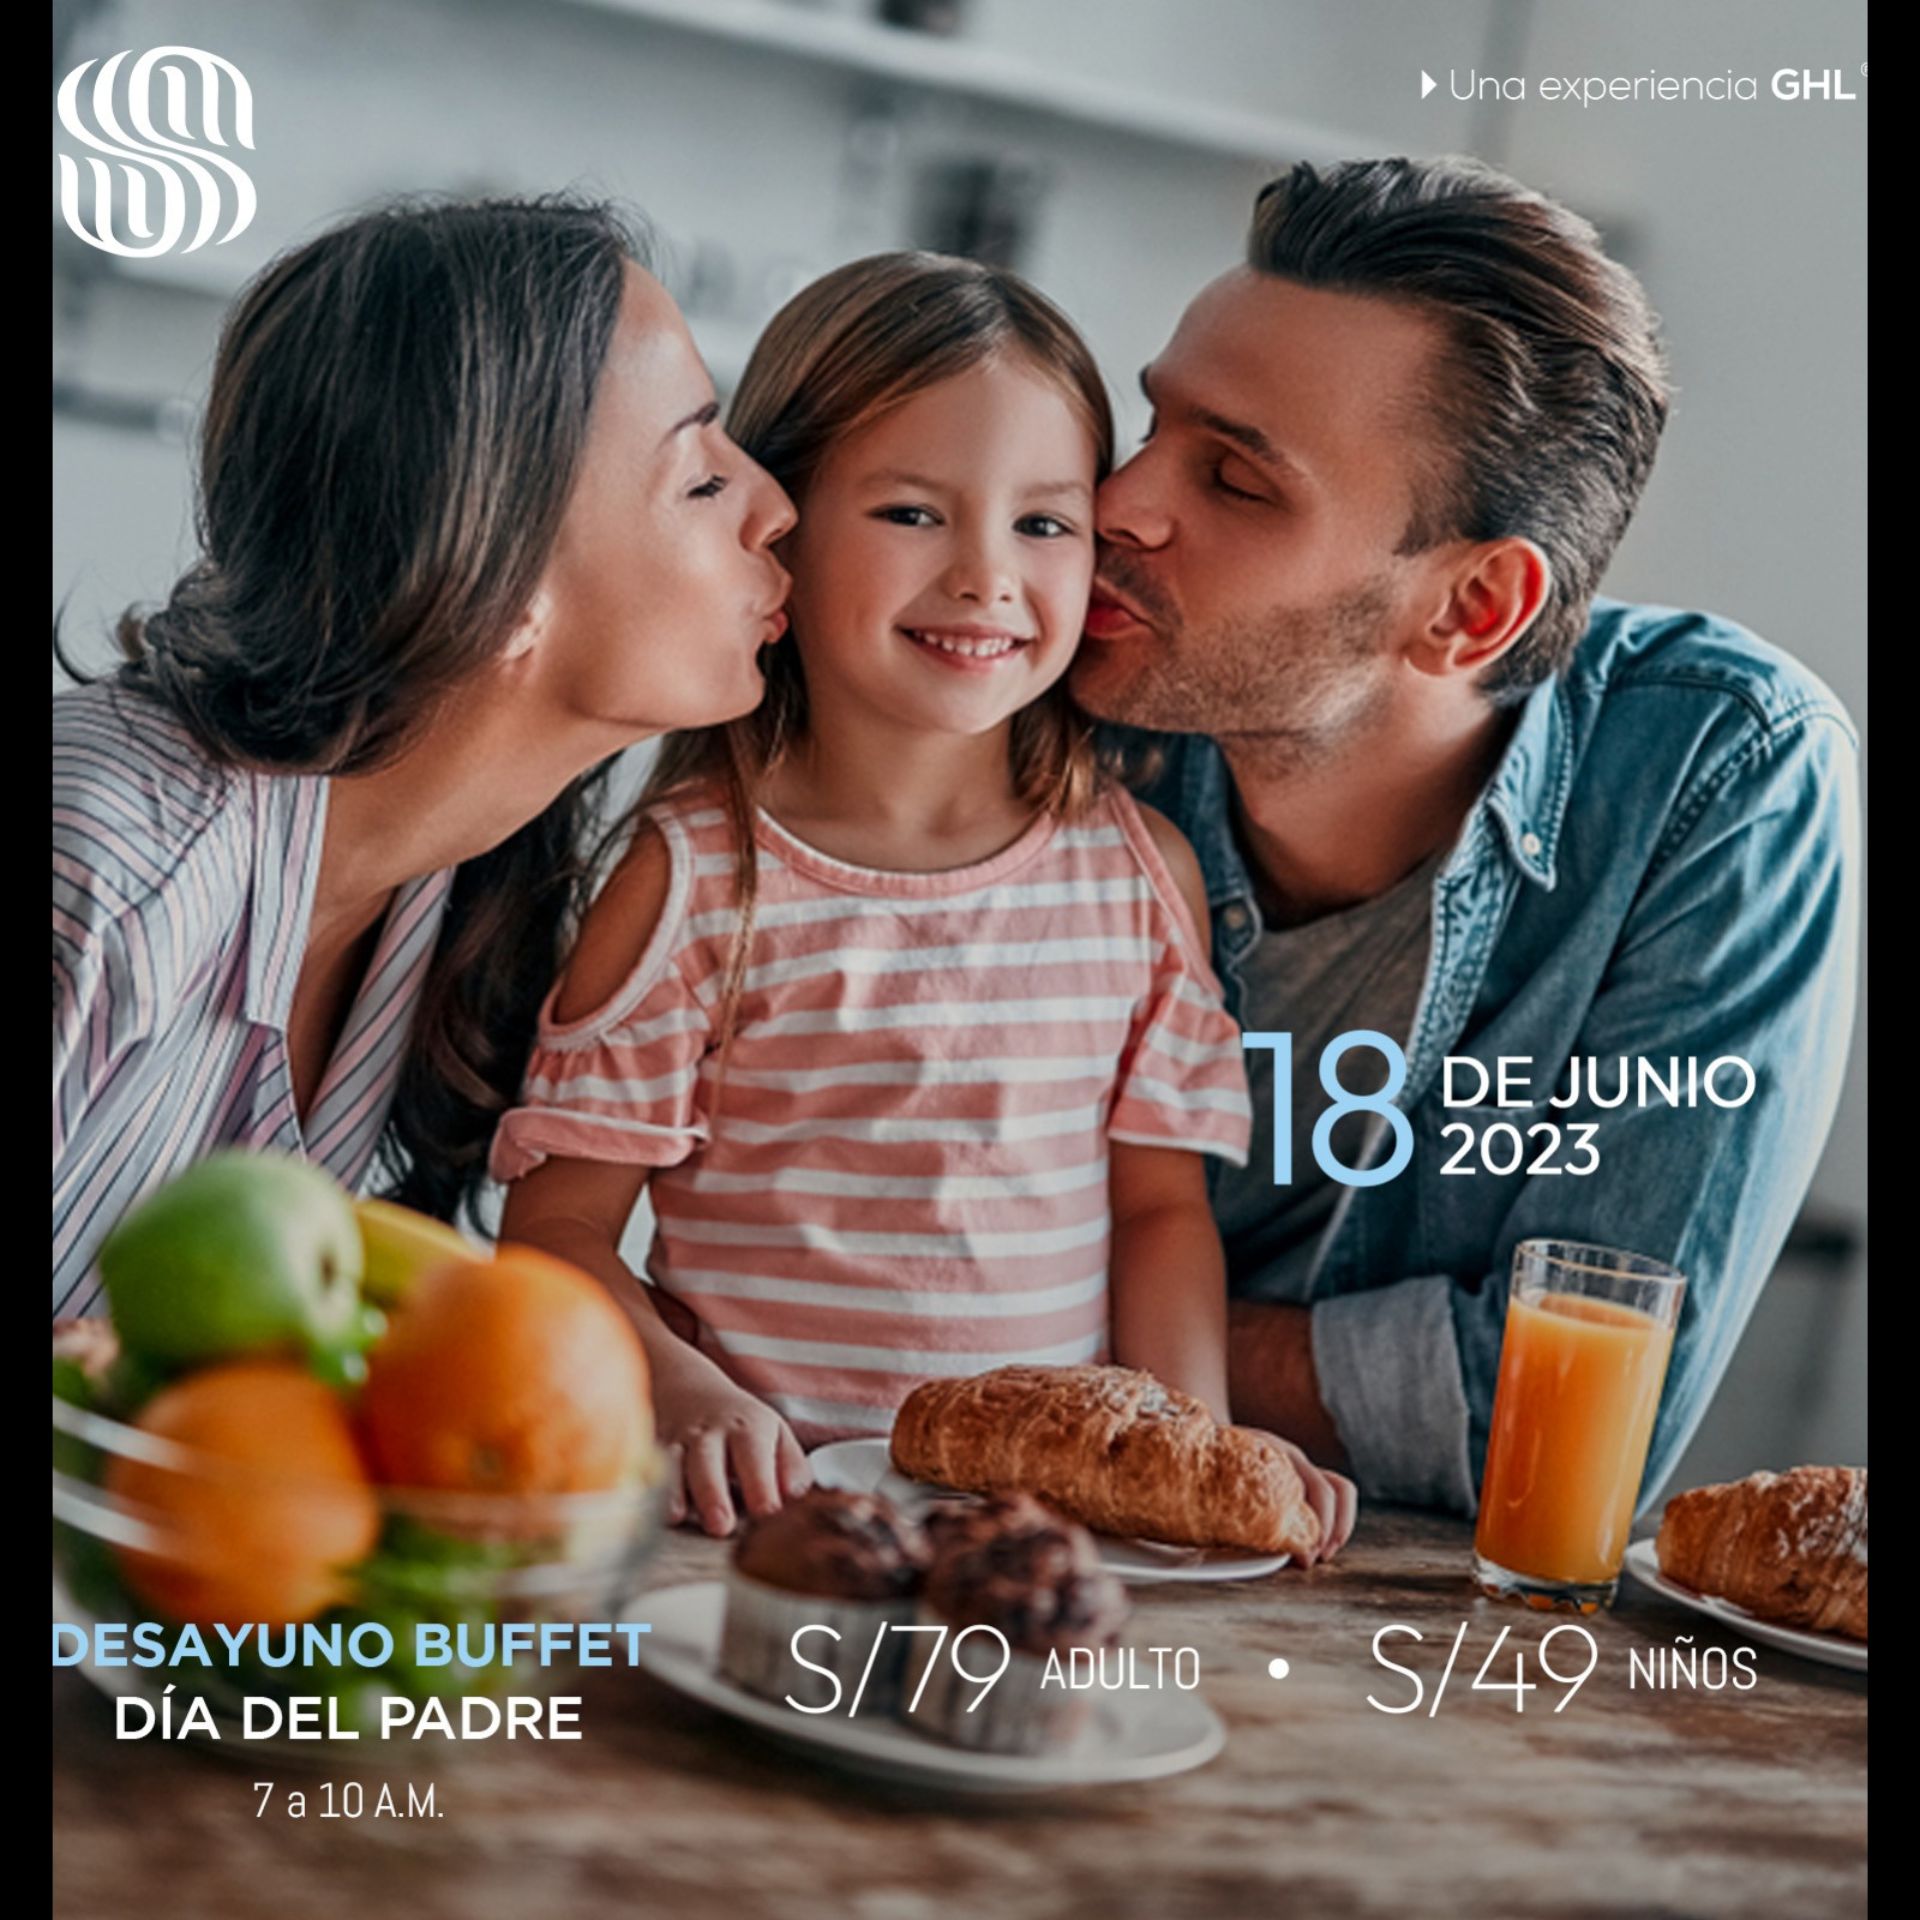 Una experiencia GHL®
18 DE JUNIO
2023
DESAYUNO BUFFET
DÍA DEL PADRE
7 a 10 A.M.
S/79 ADULTO • S/49 NIÑOS